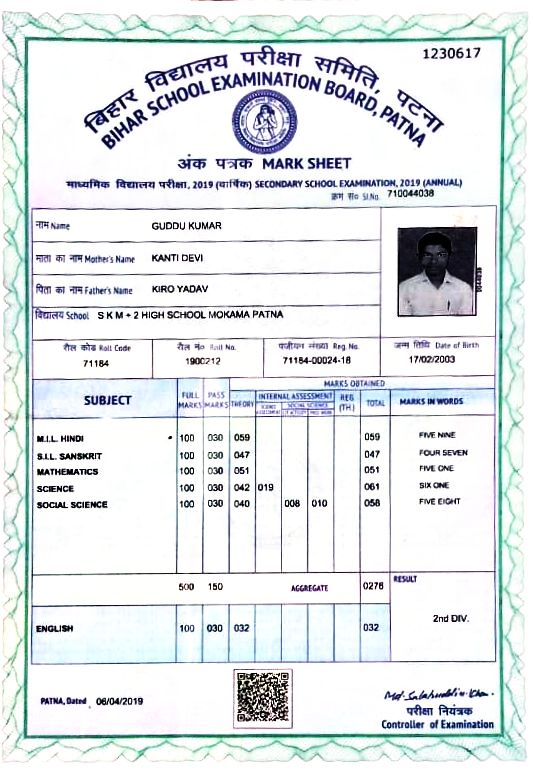 1230617
बिहार विद्यालय परीक्षा समिति, पटना
BIHAR SCHOOL EXAMINATION BOARD, PATNA
अंक पत्रक MARK SHEET
माध्यमिक विद्यालय परीक्षा, 2019 (वार्षिक) SECONDARY SCHOOL EXAMINATION, 2019 (ANNUAL)
क्रम सं० Sl.No. 710044038
नाम Name GUDDU KUMAR
माता का नाम Mother's Name KANTI DEVI
पिता का नाम Father's Name KIRO YADAV
विद्यालय School S K M + 2 HIGH SCHOOL MOKAMA PATNA
रौल कोड Roll Code रौल नं० Roll No. पंजीयन संख्या Reg. No. जन्म तिथि Date of Birth
71184 1900212 71184-00024-18 17/02/2003
MARKS OBTAINED
SUBJECT FULL MARKS PASS MARKS THEORY INTERNAL ASSESSMENT REG (TH.) TOTAL MARKS IN WORDS
SOCIAL SCIENCE
M.I.L. HINDI 100 030 059 059 FIVE NINE
S.I.L. SANSKRIT 100 030 047 047 FOUR SEVEN
MATHEMATICS 100 030 051 051 FIVE ONE
SCIENCE 100 030 042 019 061 SIX ONE
SOCIAL SCIENCE 100 030 040 008 010 058 FIVE EIGHT
500 150 AGGREGATE 0276 RESULT
2nd DIV.
ENGLISH 100 030 032 032
PATNA, Dated 06/04/2019
Md. Salahuddin Khan
परीक्षा नियंत्रक
Controller of Examination